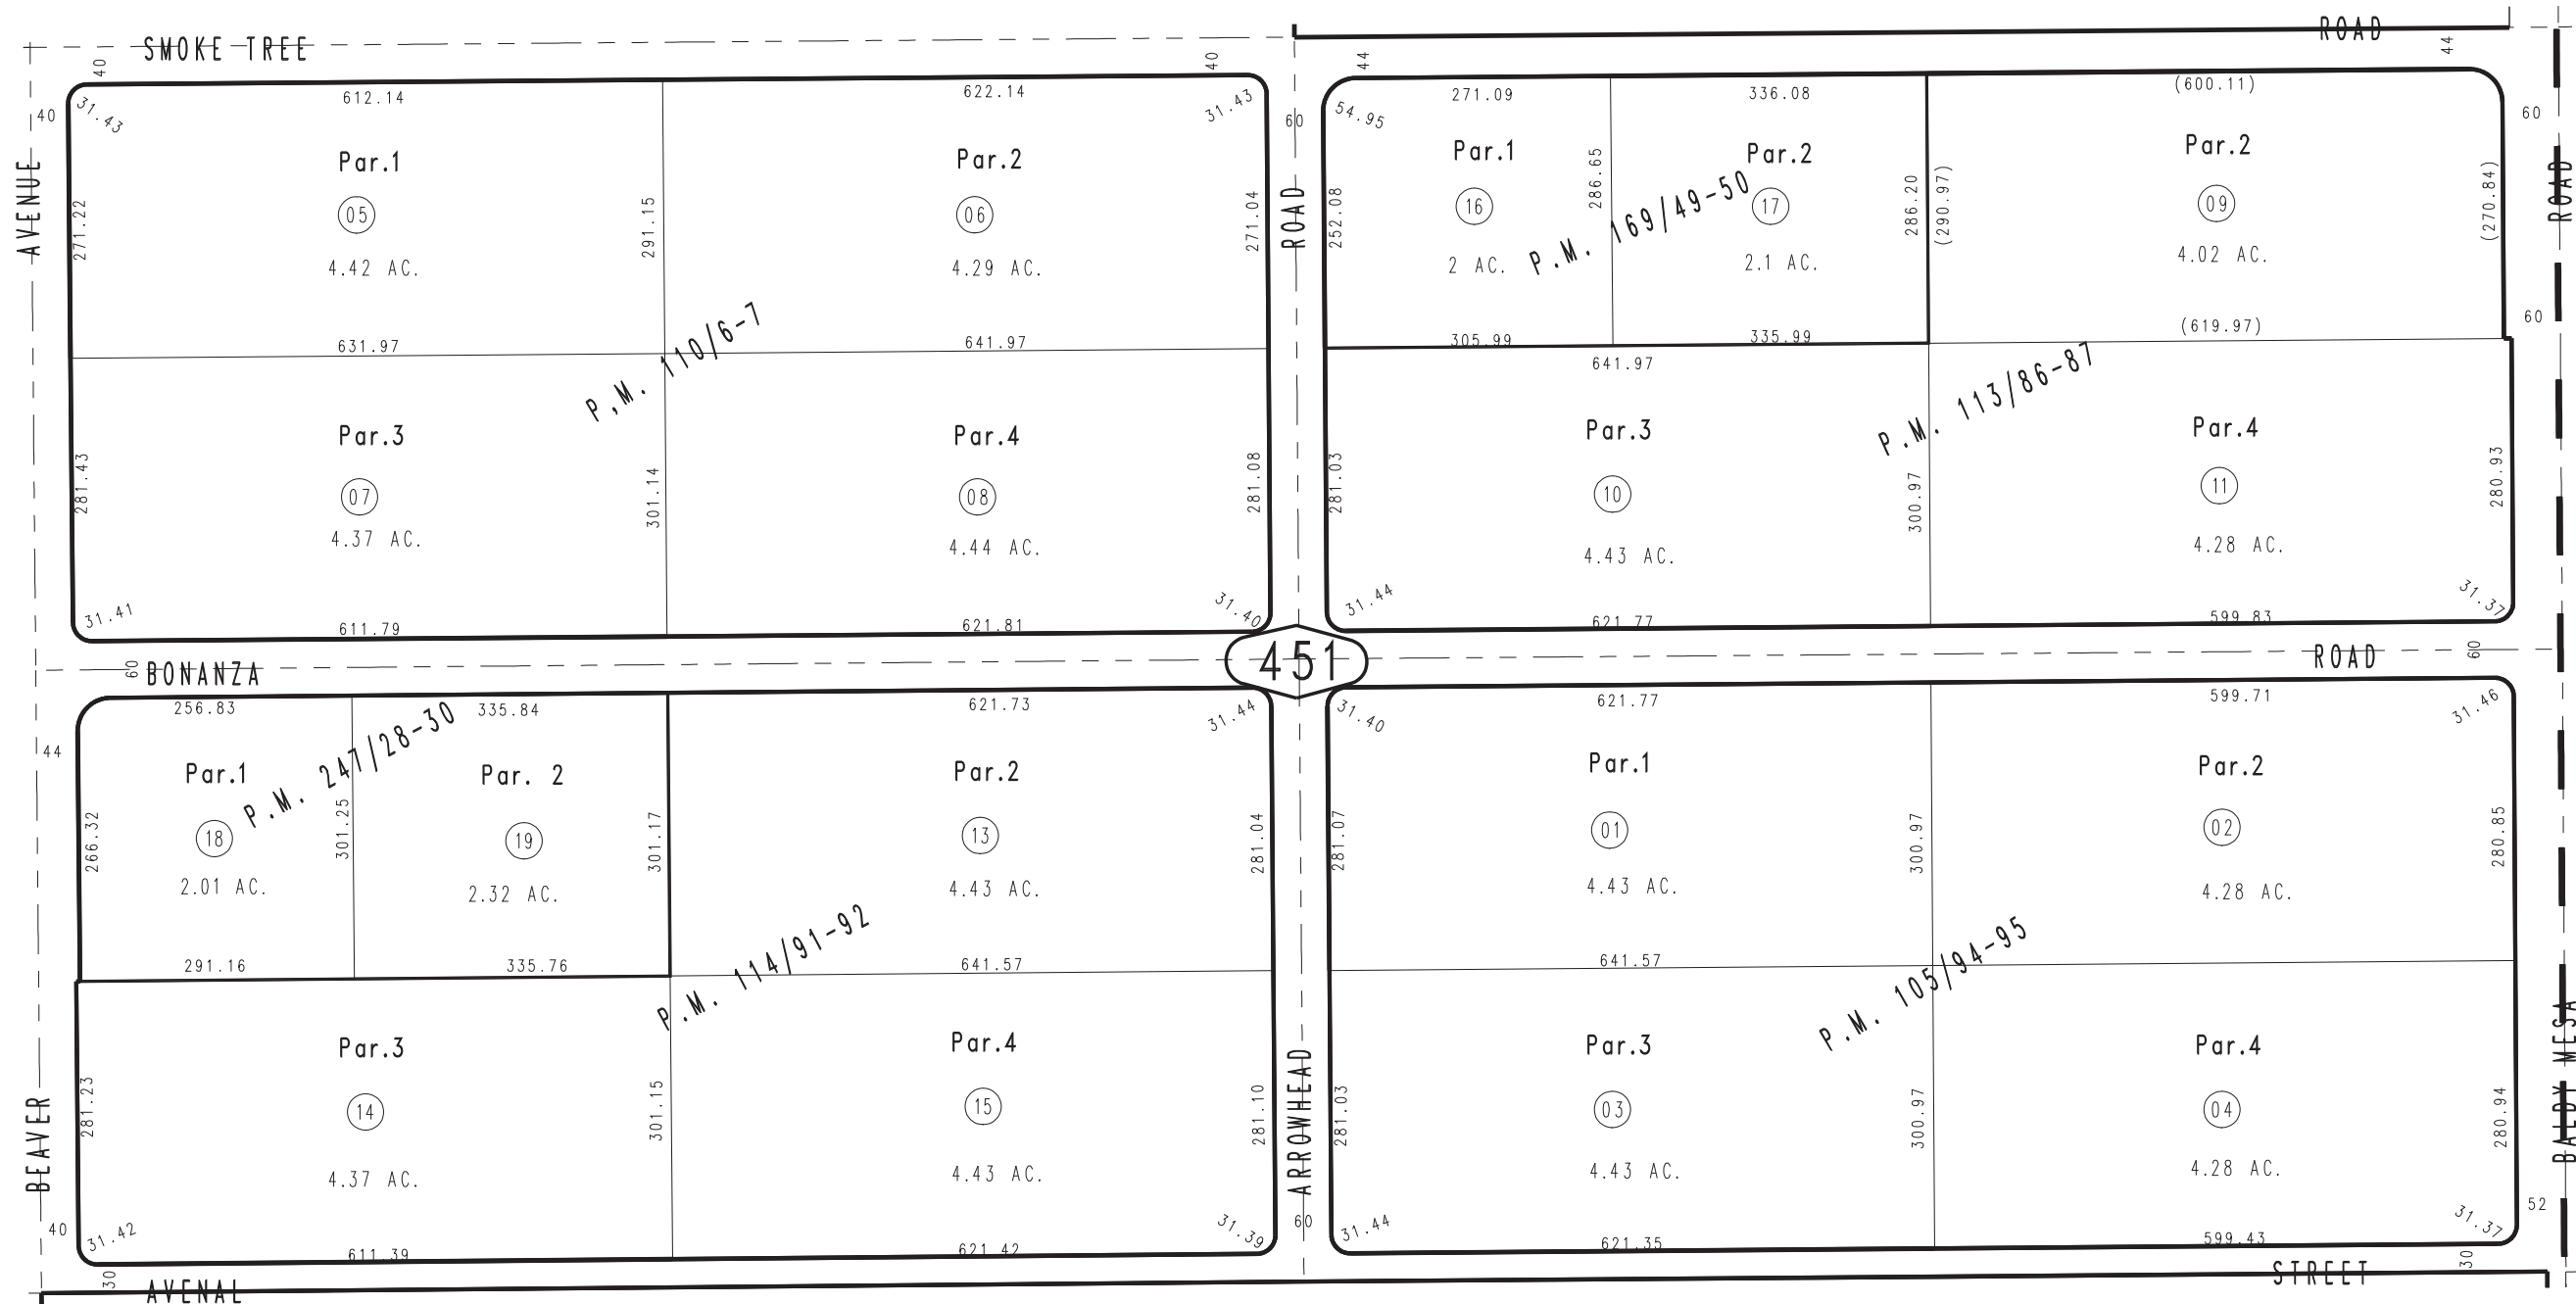 SMOKE TREE ROAD
40 40 44 44
31.43 612.14 622.14 31.43
54.95 271.09 336.08 (600.11)
40 60 60
Par.1 Par.2 Par.1 Par.2 Par.2
AVENUE 271.22 05 291.15 06 271.04 ROAD 252.08 16 286.65 17 286.20 (290.97) 09 (270.84) ROAD
4.42 AC. 4.29 AC. 2 AC. 2.1 AC. 4.02 AC.
P.M. 169/49-50
631.97 641.97 305.99 335.99 (619.97) 60
P,M. 110/6-7
641.97
P.M. 113/86-87
Par.3 Par.4 Par.3 Par.4
281.43 07 301.14 08 281.08 281.03 10 300.97 11 280.93
4.37 AC. 4.44 AC. 4.43 AC. 4.28 AC.
31.41 611.79 621.81 31.40 31.44 621.77 599.83 31.37
60 BONANZA 451 ROAD 60
256.83 335.84 621.73 31.44 31.40 621.77 599.71 31.46
44
P.M. 247/28-30
Par.1 Par. 2 Par.2 Par.1 Par.2
266.32 18 301.25 19 301.17 13 281.04 281.07 01 300.97 02 280.85
2.01 AC. 2.32 AC. 4.43 AC. 4.43 AC. 4.28 AC.
291.16 335.76 641.57 641.57
P.M. 114/91-92
P.M. 105/94-95
Par.3 Par.4 Par.3 Par.4
BEAVER 281.23 14 301.15 15 281.10 ARROWHEAD 281.03 03 300.97 04 280.94 BALDY MESA
4.37 AC. 4.43 AC. 4.43 AC. 4.28 AC.
40 60 52
31.42 611.39 621.42 31.39 31.44 621.35 599.43 31.37
30 30
AVENAL STREET